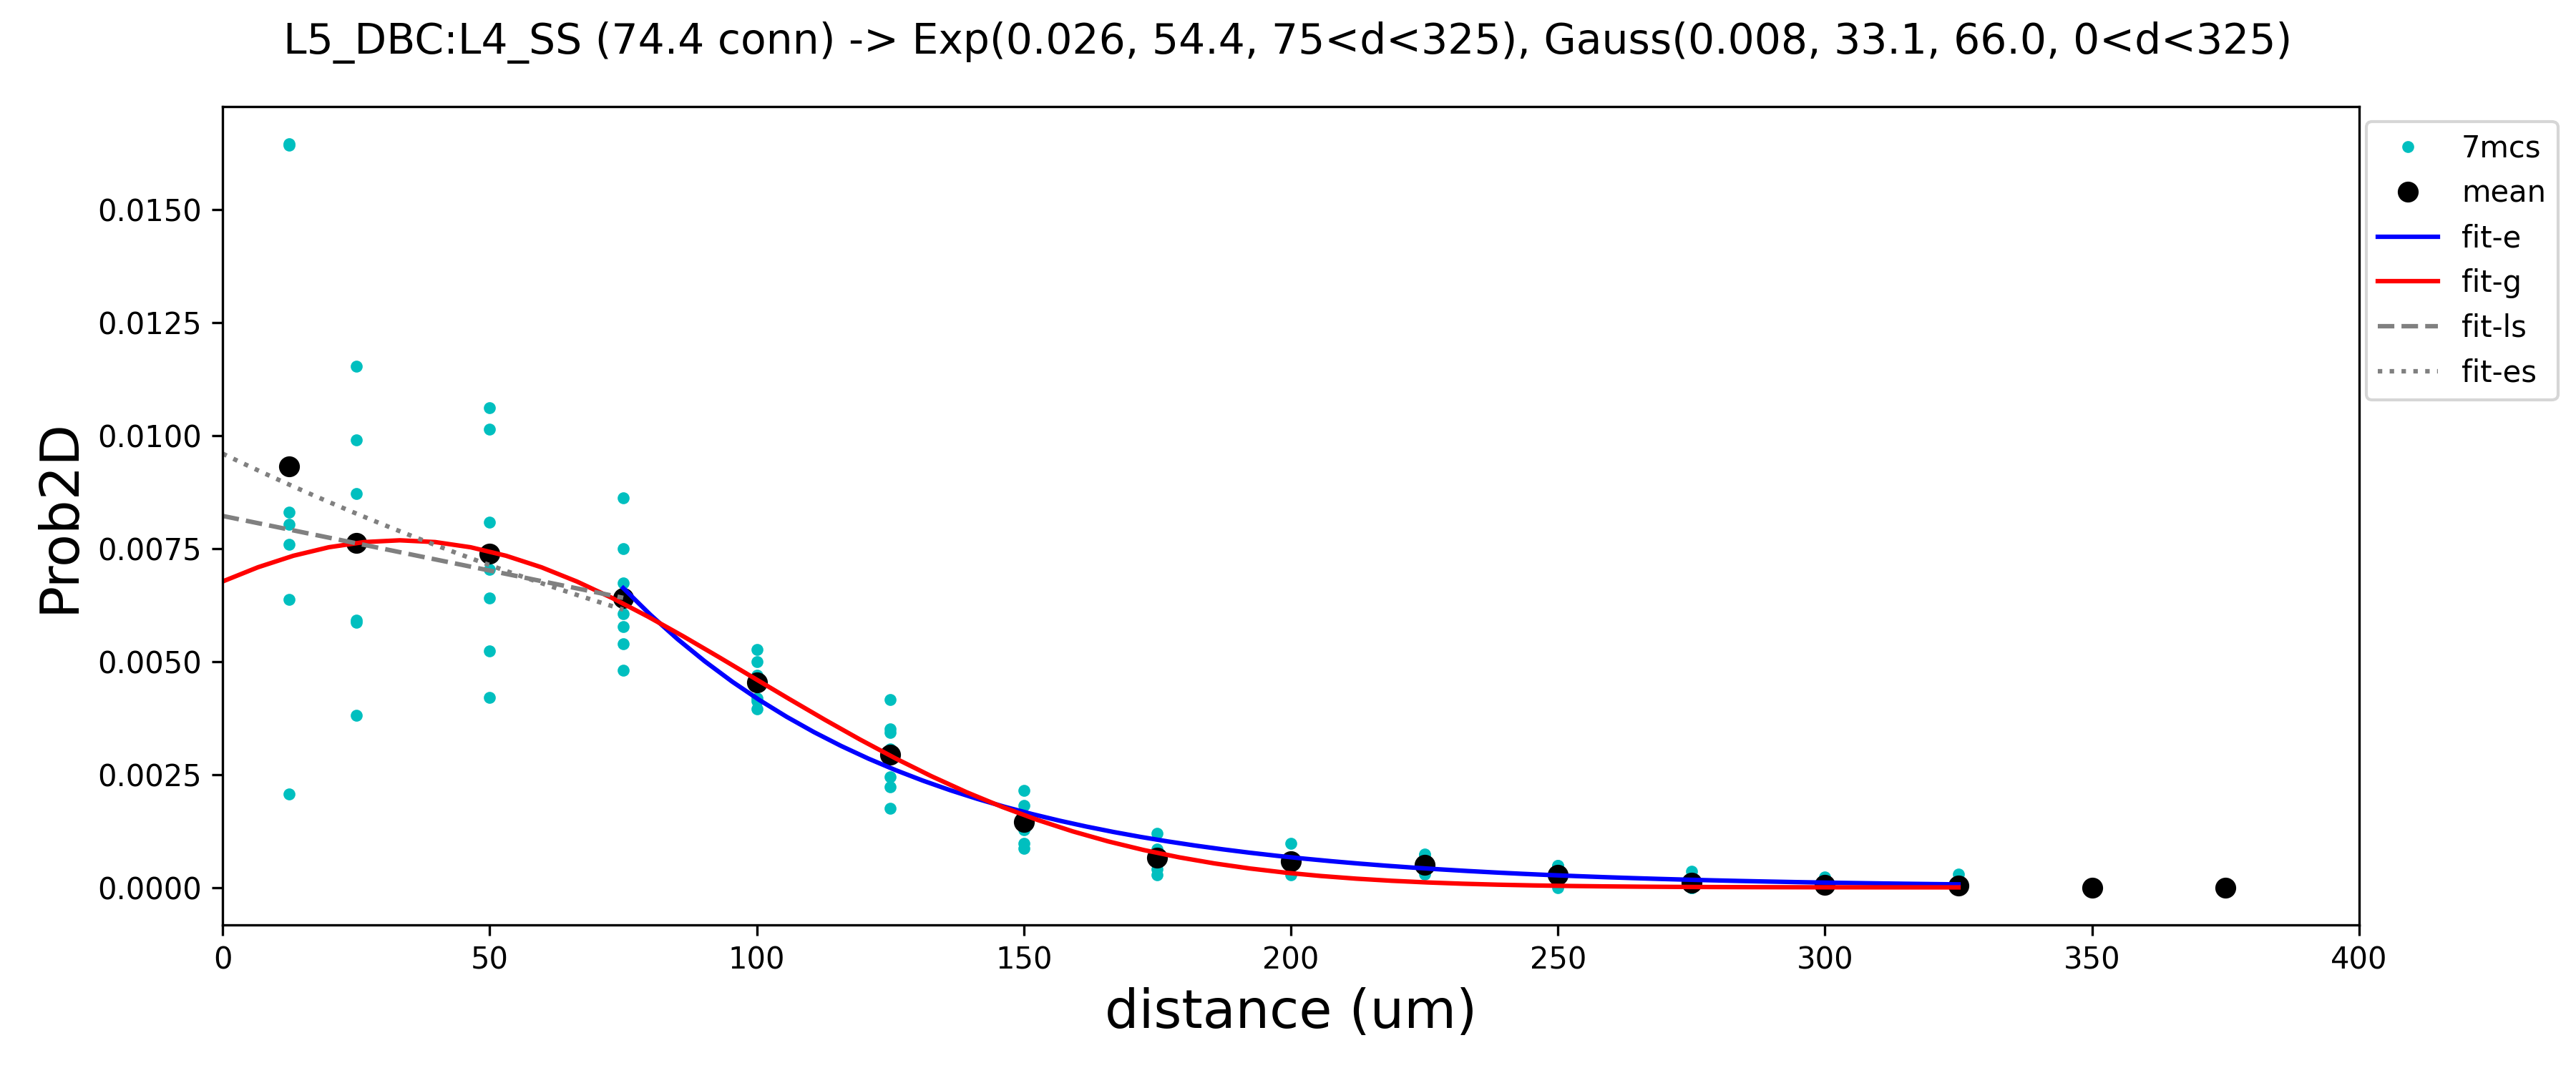 L5_DBC:L4_SS (74.4 conn) -> Exp(0.026, 54.4, 75<d<325), Gauss(0.008, 33.1, 66.0, 0<d<325)
Prob2D
0.0150
0.0125
0.0100
0.0075
0.0050
0.0025
0.0000
0 50 100 150 200 250 300 350 400
distance (um)
7mcs
mean
fit-e
fit-g
fit-ls
fit-es